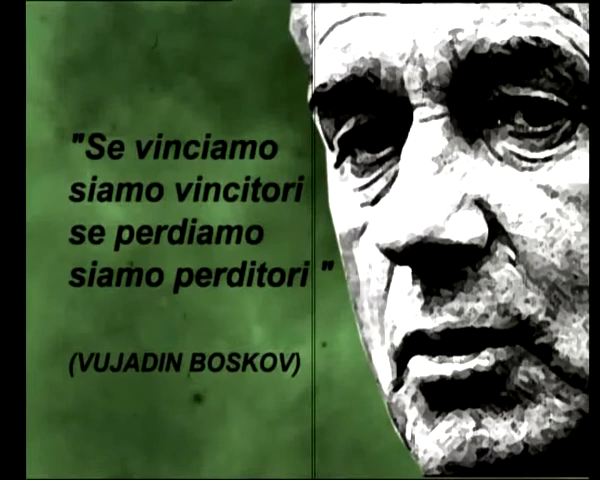 "Se vinciamo
siamo vincitori
se perdiamo
siamo perditori "
(VUJADIN BOSKOV)